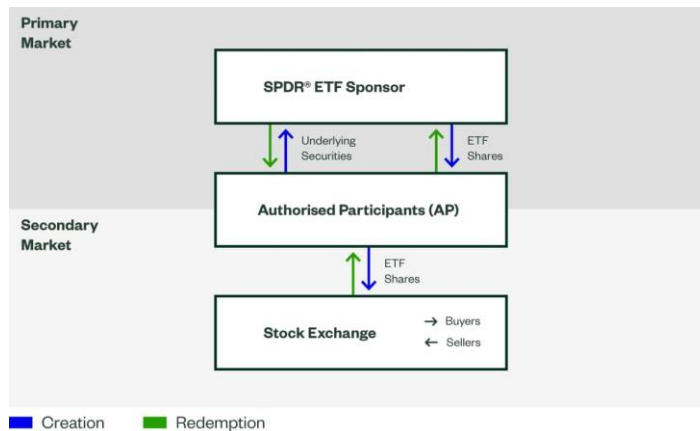 Primary
Market
SPDR® ETF Sponsor
Underlying
Securities
ETF
Shares
Authorised Participants (AP)
Secondary
Market
ETF
Shares
Stock Exchange
→ Buyers
← Sellers
Creation
Redemption